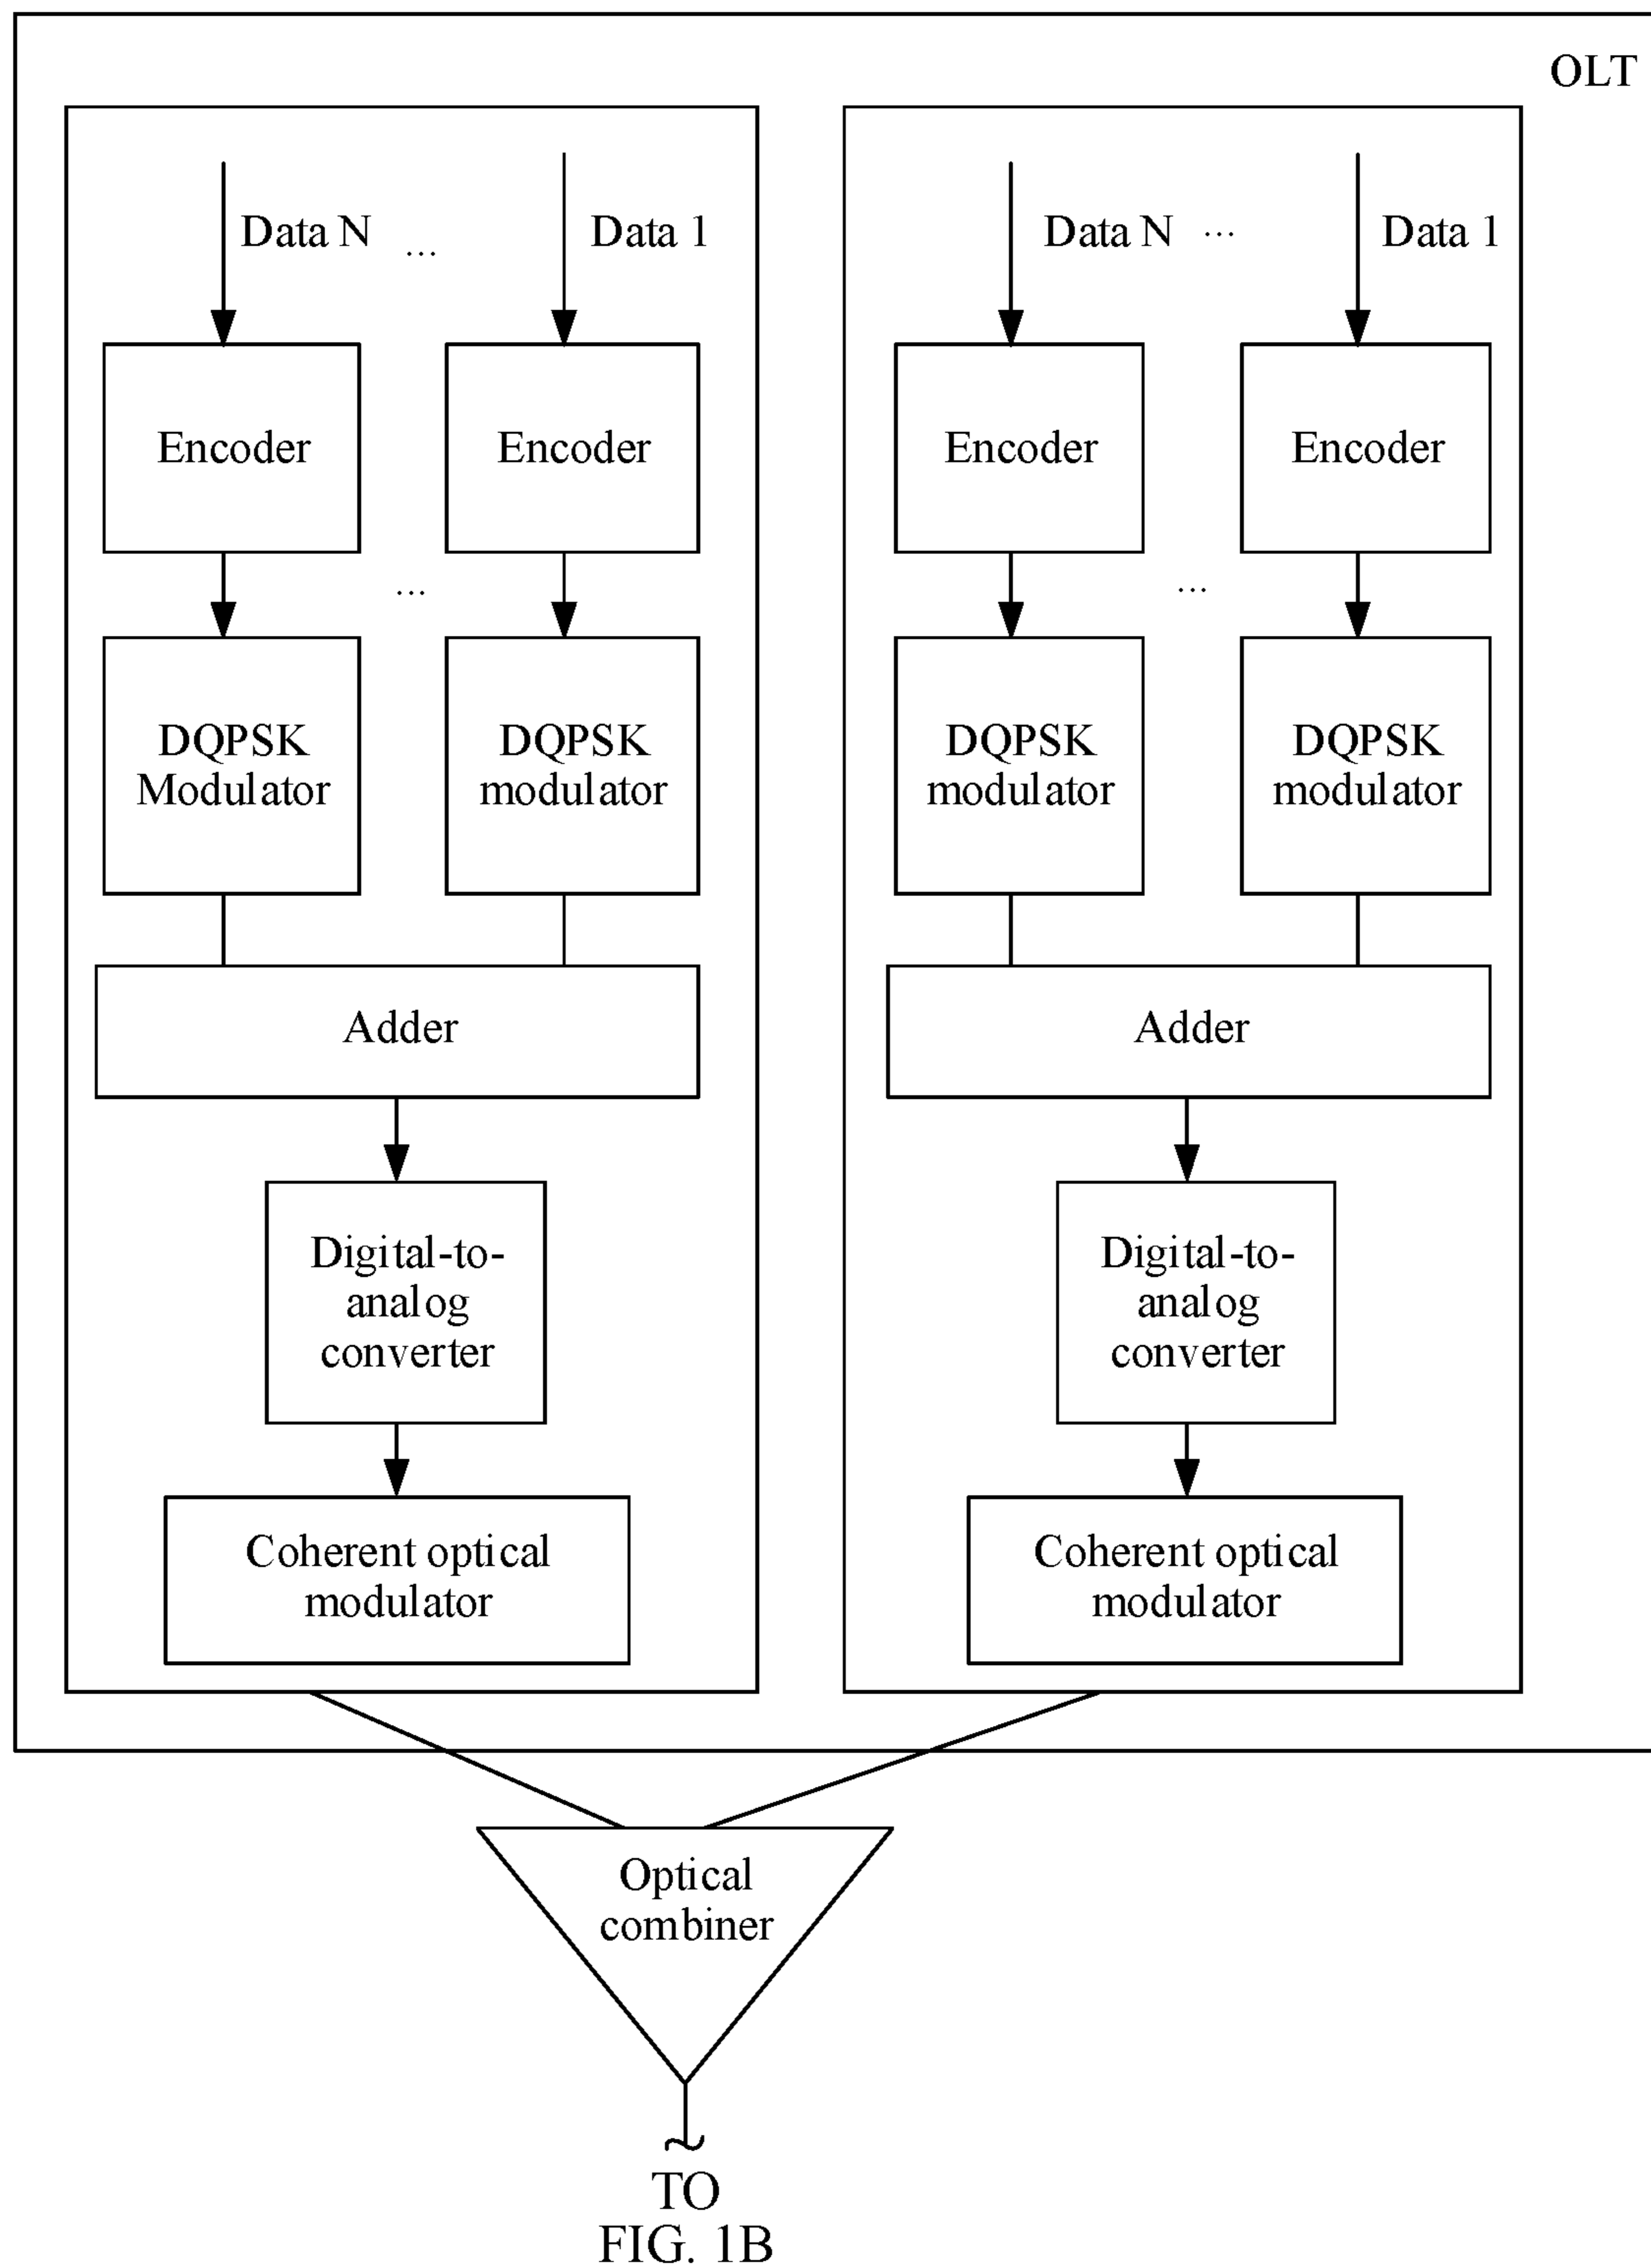 OLT
Data N ... Data 1
Data N ... Data 1
Encoder
Encoder
Encoder
Encoder
...
...
DQPSK
Modulator
DQPSK
modulator
DQPSK
modulator
DQPSK
modulator
Adder
Adder
Digital-to-
analog
converter
Digital-to-
analog
converter
Coherent optical
modulator
Coherent optical
modulator
Optical
combiner
TO
FIG. 1B